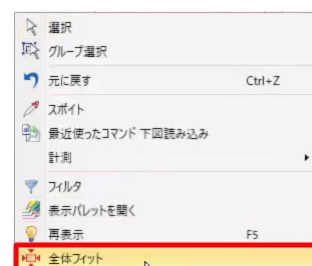 選択
グループ選択
元に戻す Ctrl+Z
スポイト
最近使ったコマンド 下図読み込み
計測
フィルタ
表示パレットを開く
再表示 F5
全体フィット